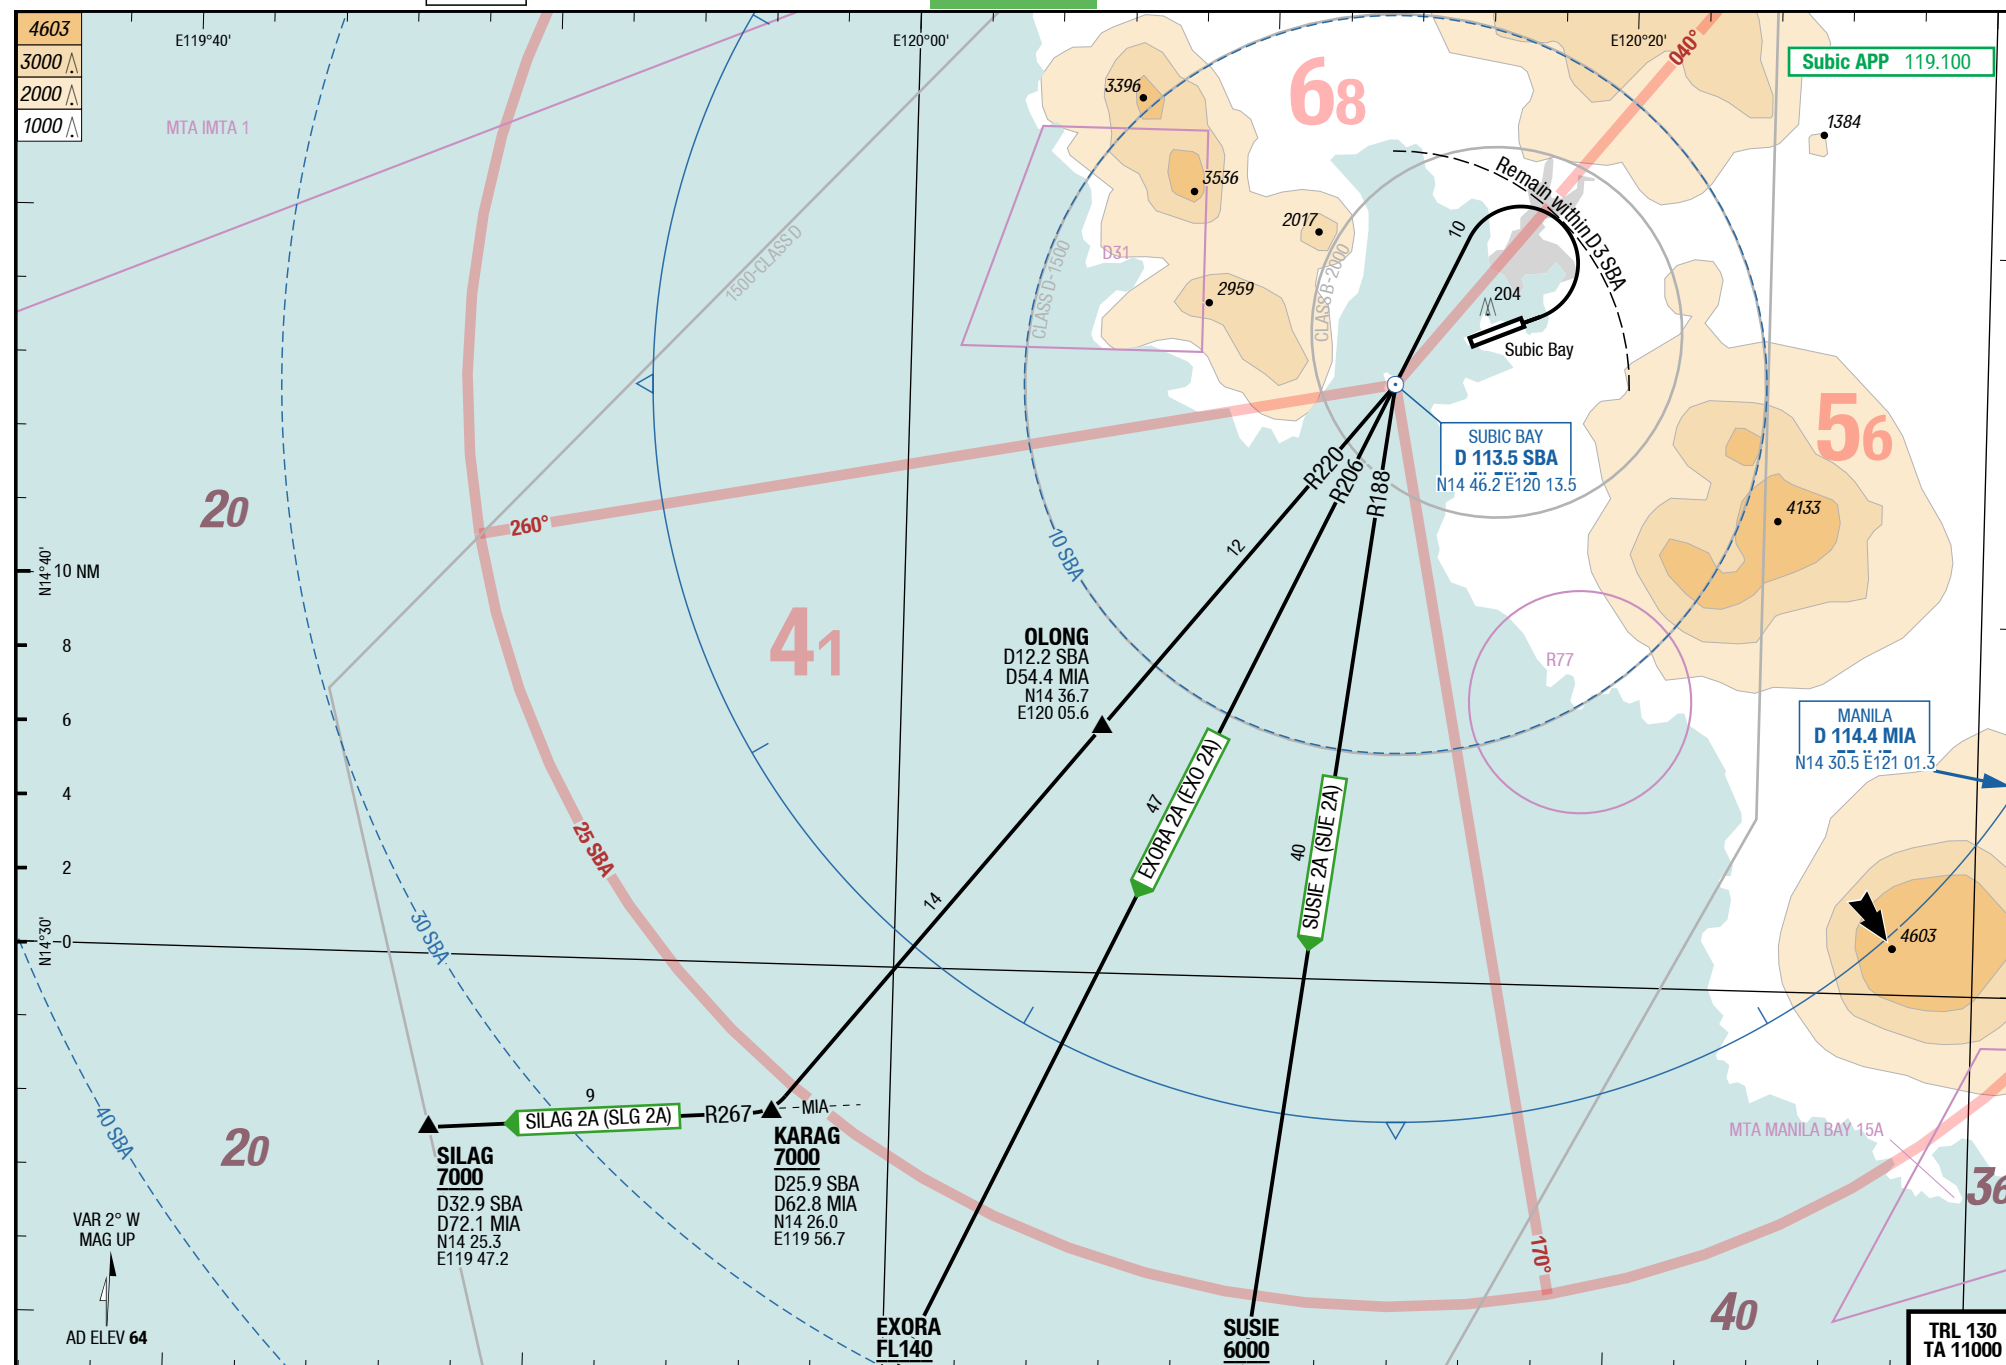 4603
3000
2000
1000
E119°40'
E120°00'
E120°20'
040°
Subic APP 119.100
MTA IMTA 1
3396
68
1384
3536
2017
D31
2959
1500-CLASS D
CLASS D-1500
CLASS B-2000
10
Remain within D3 SBA
204
Subic Bay
SUBIC BAY
D 113.5 SBA
N14 46.2 E120 13.5
56
4133
20
260°
R220
R206
R188
12
10 SBA
N14°40'
10 NM
8
6
4
2
0
N14°30'
41
OLONG
D12.2 SBA
D54.4 MIA
N14 36.7
E120 05.6
R77
MANILA
D 114.4 MIA
N14 30.5 E121 01.3
47
EXORA 2A (EXO 2A)
40
SUSIE 2A (SUE 2A)
25 SBA
14
30 SBA
4603
40 SBA
9
SILAG 2A (SLG 2A)
R267
MIA
KARAG
7000
D25.9 SBA
D62.8 MIA
N14 26.0
E119 56.7
SILAG
7000
D32.9 SBA
D72.1 MIA
N14 25.3
E119 47.2
20
MTA MANILA BAY 15A
36
VAR 2° W
MAG UP
AD ELEV 64
170°
40
EXORA
FL140
SUSIE
6000
TRL 130
TA 11000